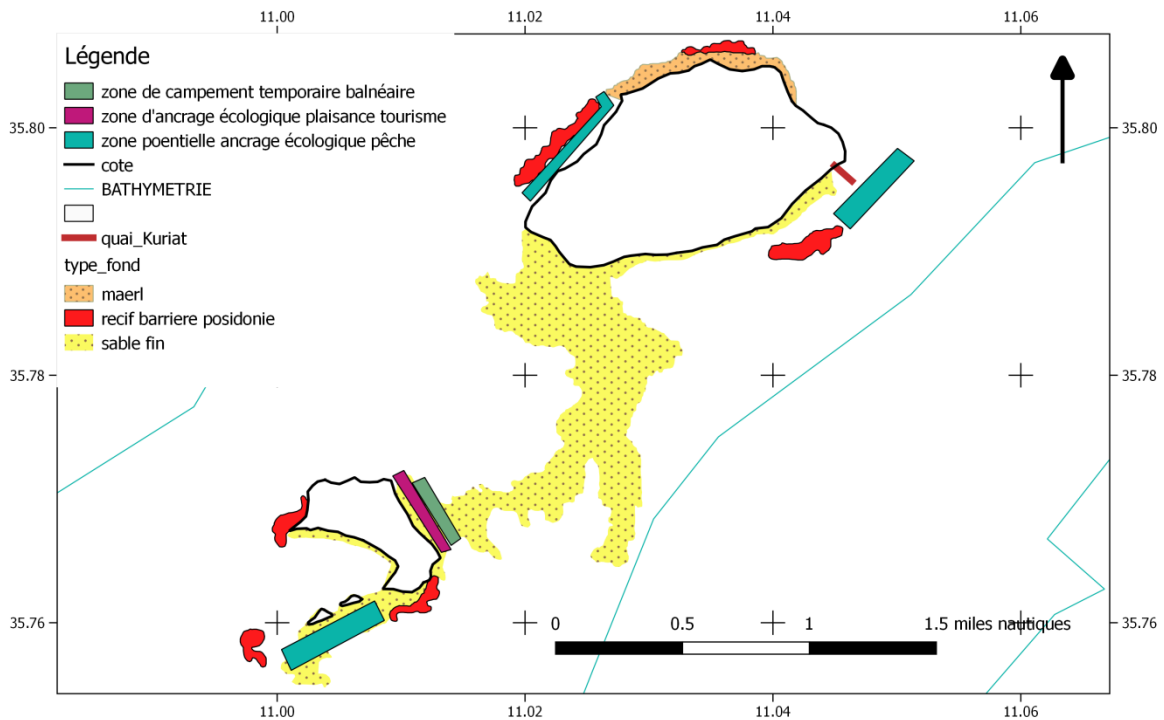 11.00 11.02 11.04 11.06
Légende
zone de campement temporaire balnéaire
zone d'ancrage écologique plaisance tourisme
zone poentielle ancrage écologique pêche
cote
BATHYMETRIE
quai_Kuriat
type_fond
maerl
recif barriere posidonie
sable fin
35.80 35.80
35.78 35.78
35.76 35.76
0 0.5 1 1.5 miles nautiques
11.00 11.02 11.04 11.06